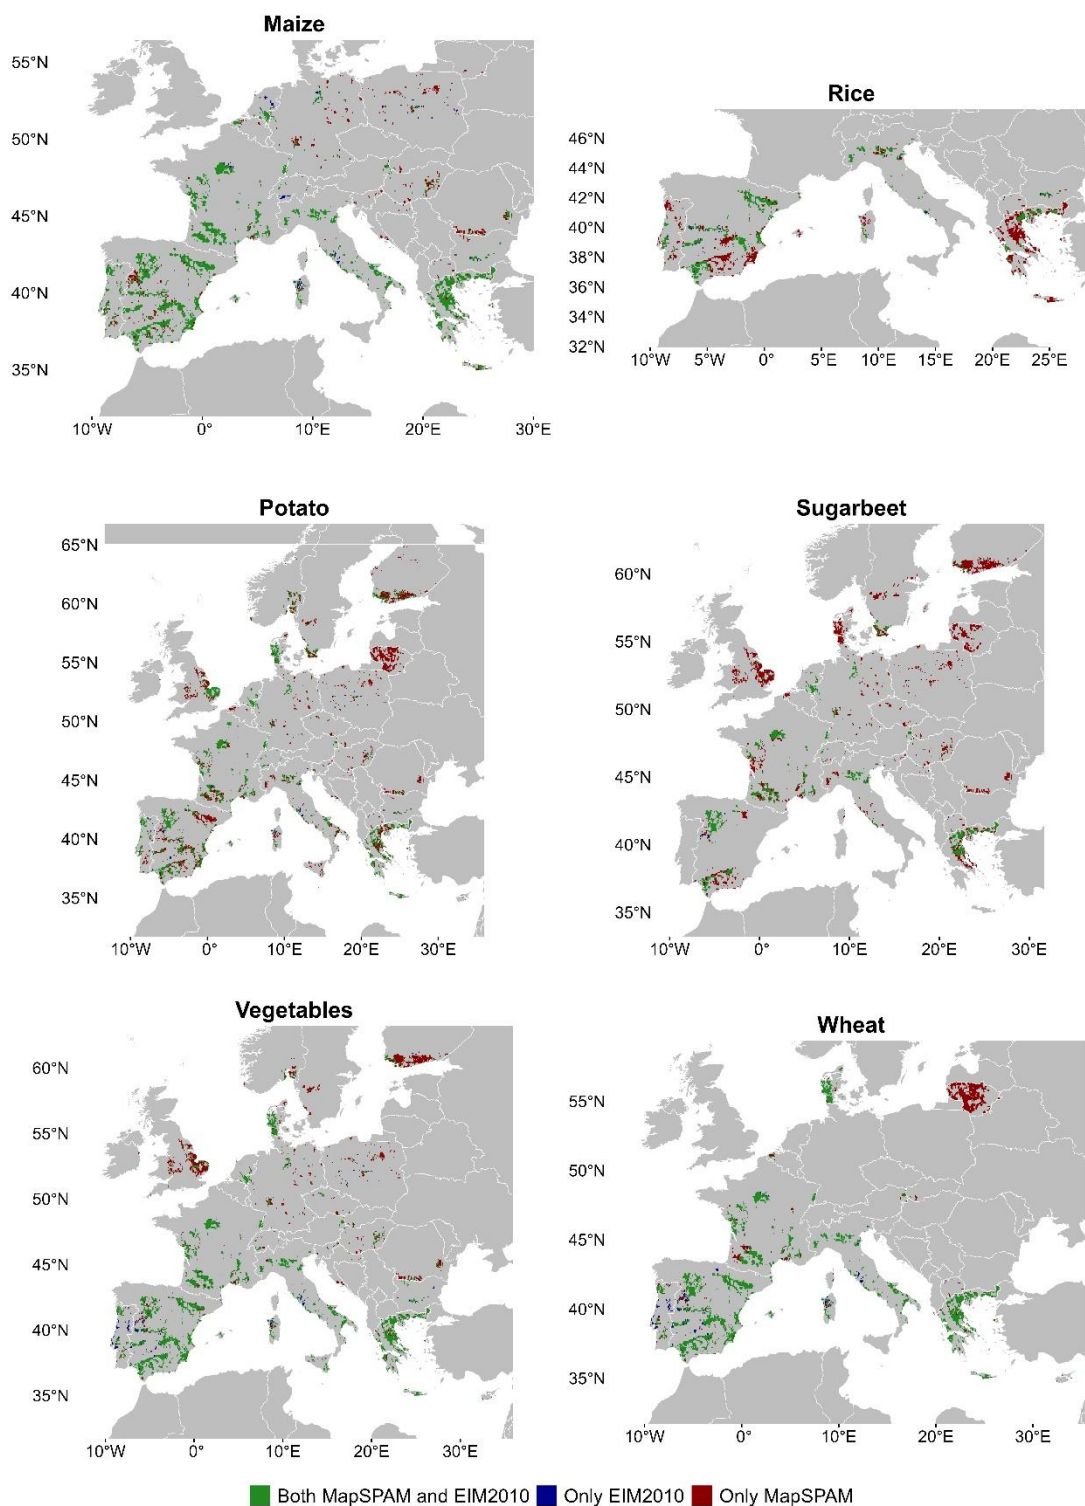 Maize
55°N
50°N
45°N
40°N
35°N
10°W 0° 10°E 20°E 30°E
Rice
46°N
44°N
42°N
40°N
38°N
36°N
34°N
32°N
10°W 5°W 0° 5°E 10°E 15°E 20°E 25°E
Potato
65°N
60°N
55°N
50°N
45°N
40°N
35°N
10°W 0° 10°E 20°E 30°E
Sugarbeet
60°N
55°N
50°N
45°N
40°N
35°N
10°W 0° 10°E 20°E 30°E
Vegetables
60°N
55°N
50°N
45°N
40°N
35°N
10°W 0° 10°E 20°E 30°E
Wheat
55°N
50°N
45°N
40°N
35°N
10°W 0° 10°E 20°E 30°E
Both MapSPAM and EIM2010 Only EIM2010 Only MapSPAM